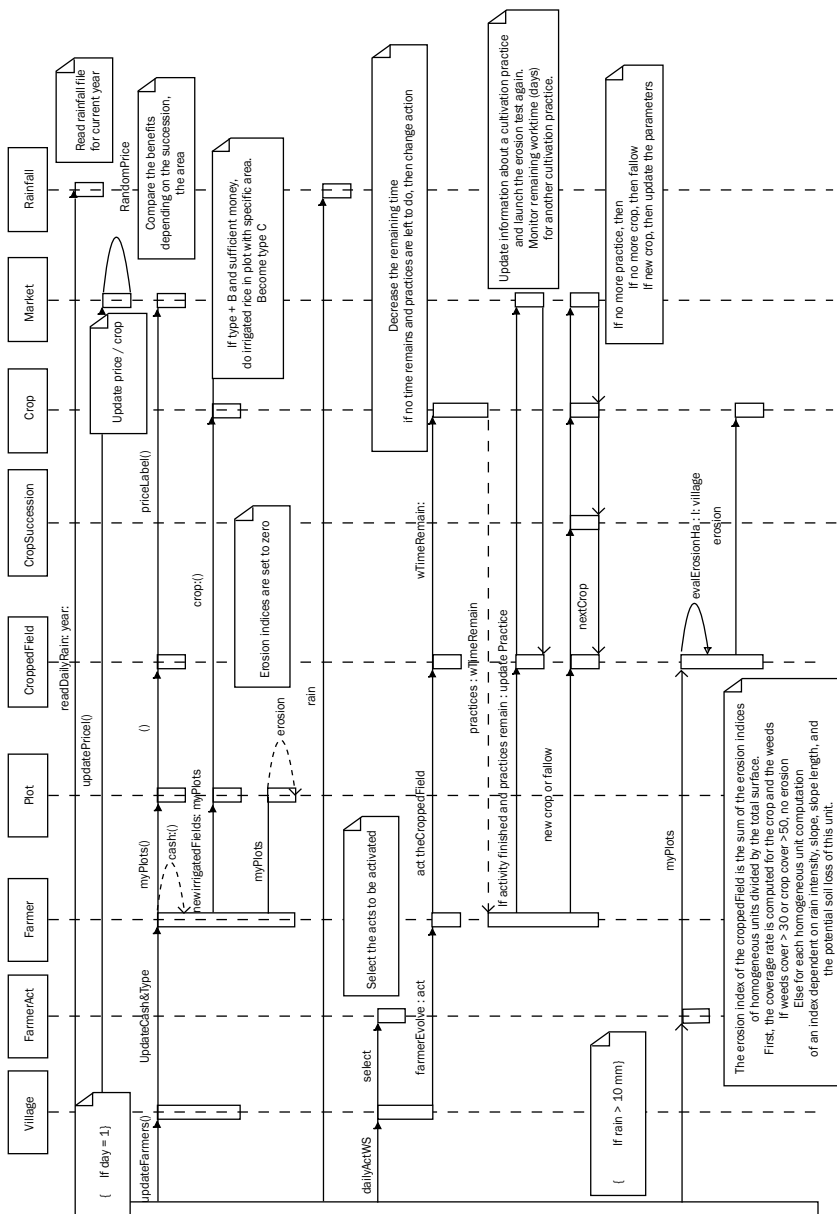 Village
FarmerAct
Farmer
Plot
CroppedField
CropSuccession
Crop
Market
Rainfall
{ If day = 1}
readDailyRain: year:
Read rainfall file
for current year
updatePriceI()
Update price / crop
RandomPrice
updateFarmers()
UpdateCash&Type
myPlots()
()
priceLabel()
Compare the benefits
depending on the succession,
the area
cash:()
newirrigatedFields: myPlots
crop:()
If type + B and sufficient money,
do irrigated rice in plot with specific area.
Become type C
myPlots
erosion
Erosion indices are set to zero
rain
dailyActWS
select
Select the acts to be activated
farmerEvolve : act
act theCroppedField
wTimeRemain:
Decrease the remaining time
if no time remains and practices are left to do, then change action
practices : wTimeRemain
If activity finished and practices remain : update Practice
Update information about a cultivation practice
and launch the erosion test again.
Monitor remaining worktime (days)
for another cultivation practice.
new crop or fallow
nextCrop
If no more practice, then
If no more crop, then fallow
If new crop, then update the parameters
{ If rain > 10 mm}
myPlots
evalErosionHa : l: village
erosion
The erosion index of the croppedField is the sum of the erosion indices
of homogeneous units divided by the total surface.
First, the coverage rate is computed for the crop and the weeds
If weeds cover > 30 or crop cover >50, no erosion
Else for each homogeneous unit computation
of an index dependent on rain intensity, slope, slope length, and
the potential soil loss of this unit.